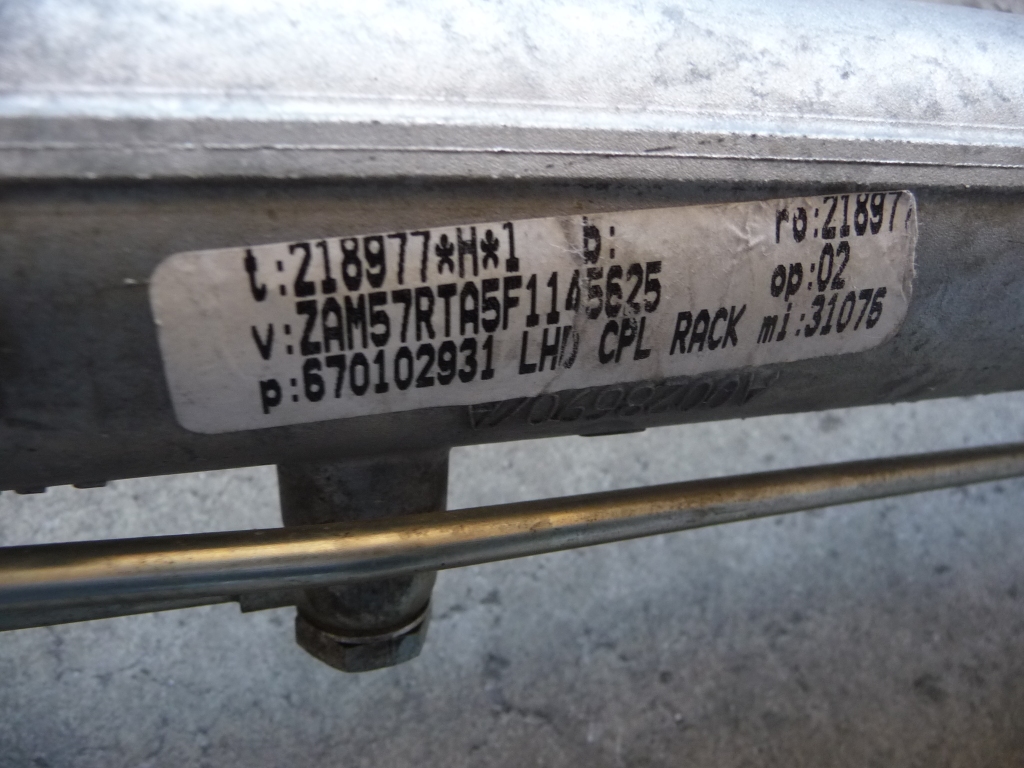 t:218977*H*1 b: ro:21897
v:ZAM57RTA5F1145625 op:02
p:670102931 LHD CPL RACK mi:31076